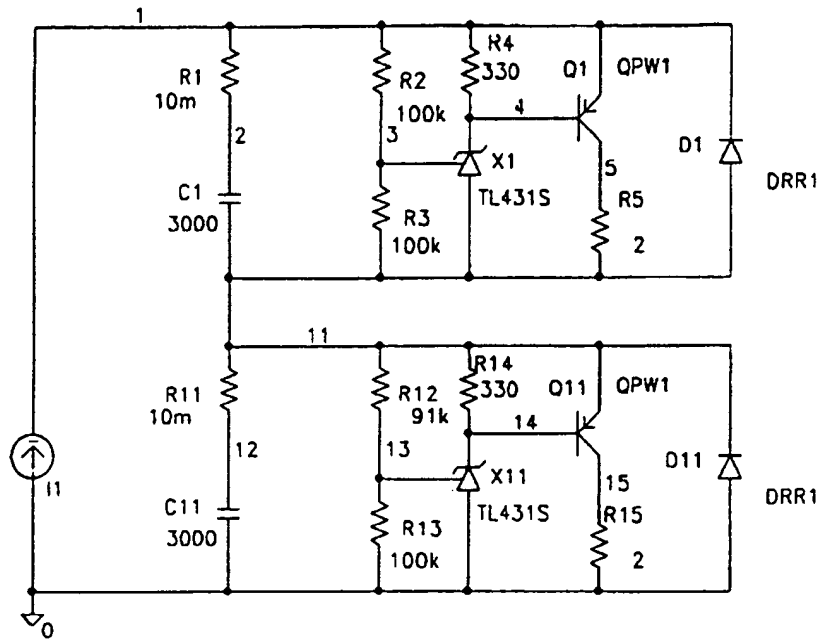 1
R1
10m
2
C1
3000
R2
100k
3
R3
100k
R4
330
4
X1
TL431S
Q1
QPW1
5
R5
2
D1
DRR1
11
R11
10m
12
C11
3000
R12
91k
13
R13
100k
R14
330
14
X11
TL431S
Q11
QPW1
15
R15
2
D11
DRR1
I1
0